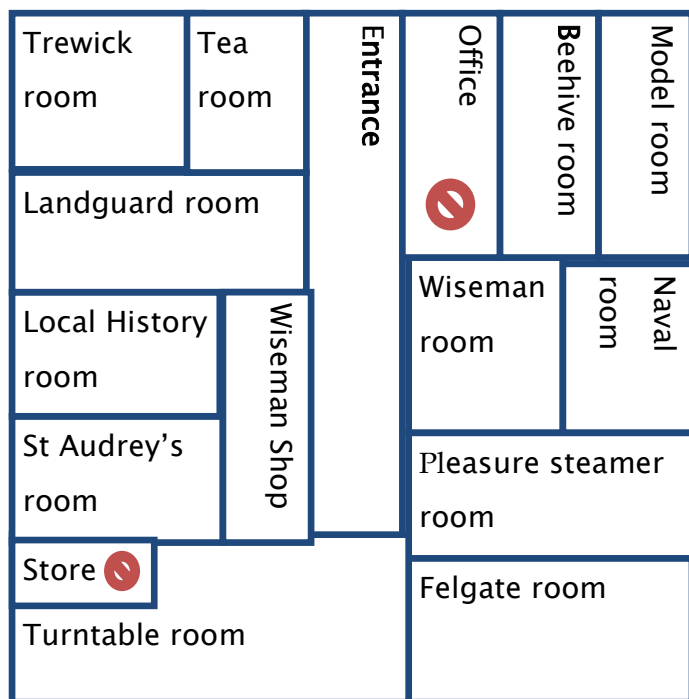 Trewick
room
Tea
room
Entrance
Office
Beehive room
Model room
Landguard room
Wiseman
room
Naval
room
Local History
room
Wiseman Shop
St Audrey’s
room
Pleasure steamer
room
Store
Felgate room
Turntable room